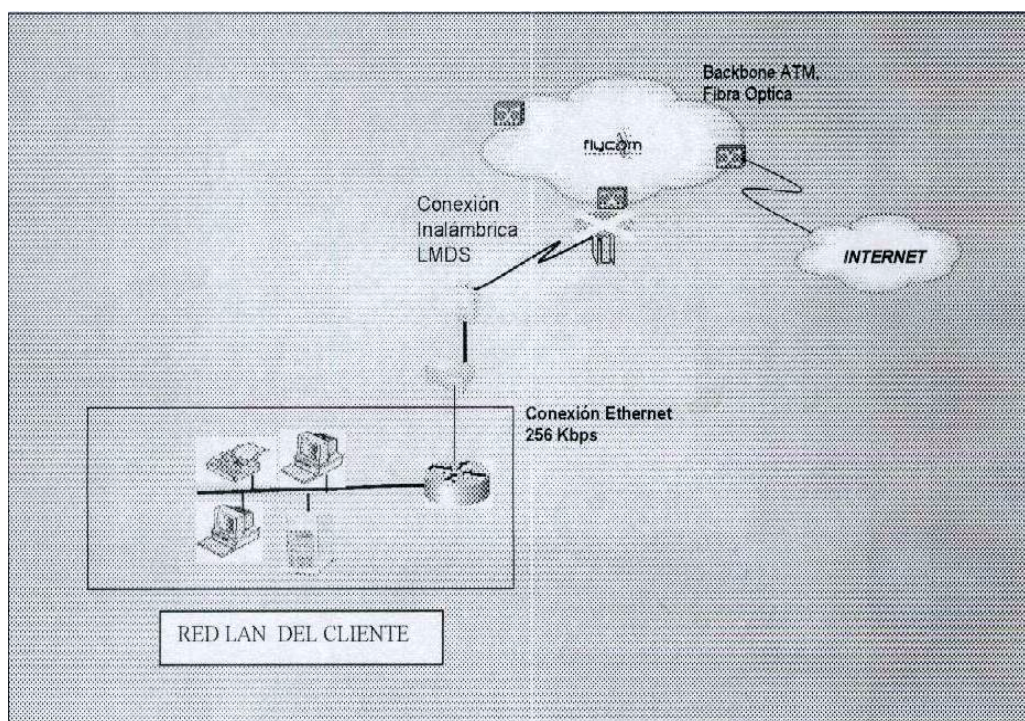 Backbone ATM,
Fibra Optica
flycom
Conexión
Inalámbrica
LMDS
INTERNET
Conexión Ethernet
256 Kbps
RED LAN DEL CLIENTE